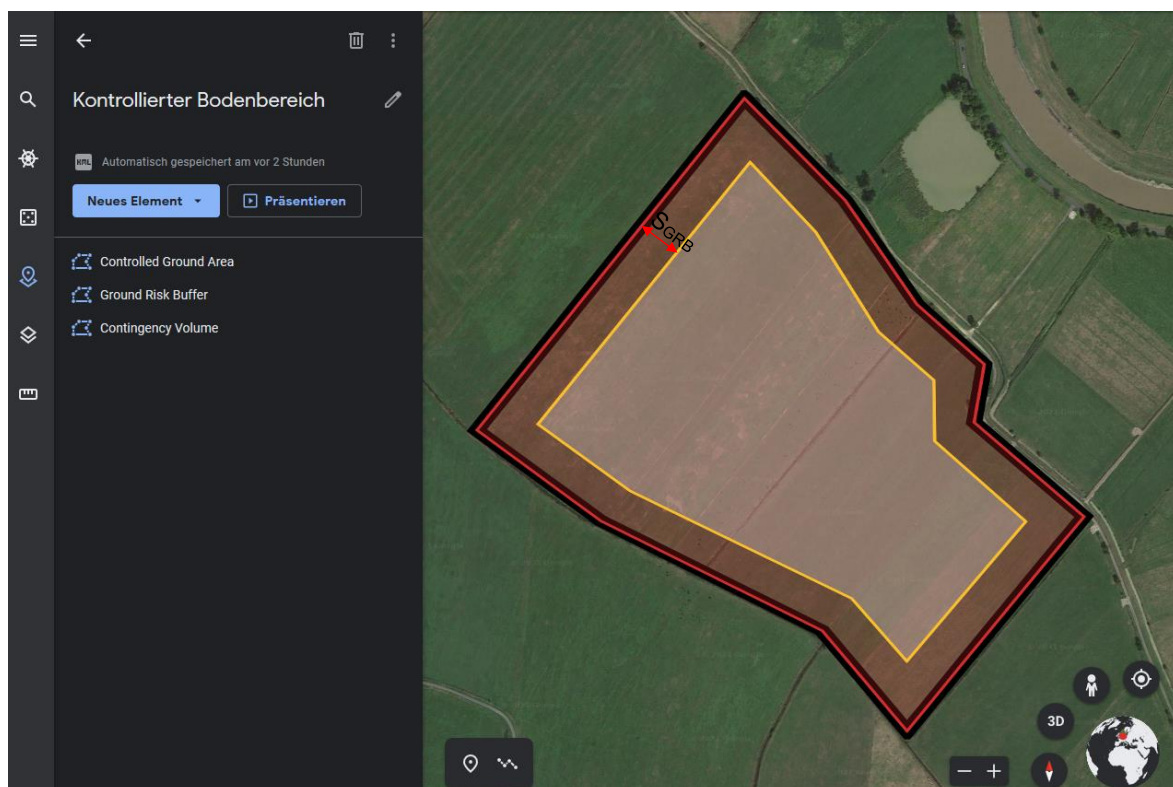 Kontrollierter Bodenbereich
KML Automatisch gespeichert am vor 2 Stunden
Neues Element
Präsentieren
Controlled Ground Area
Ground Risk Buffer
Contingency Volume
SGRB
3D